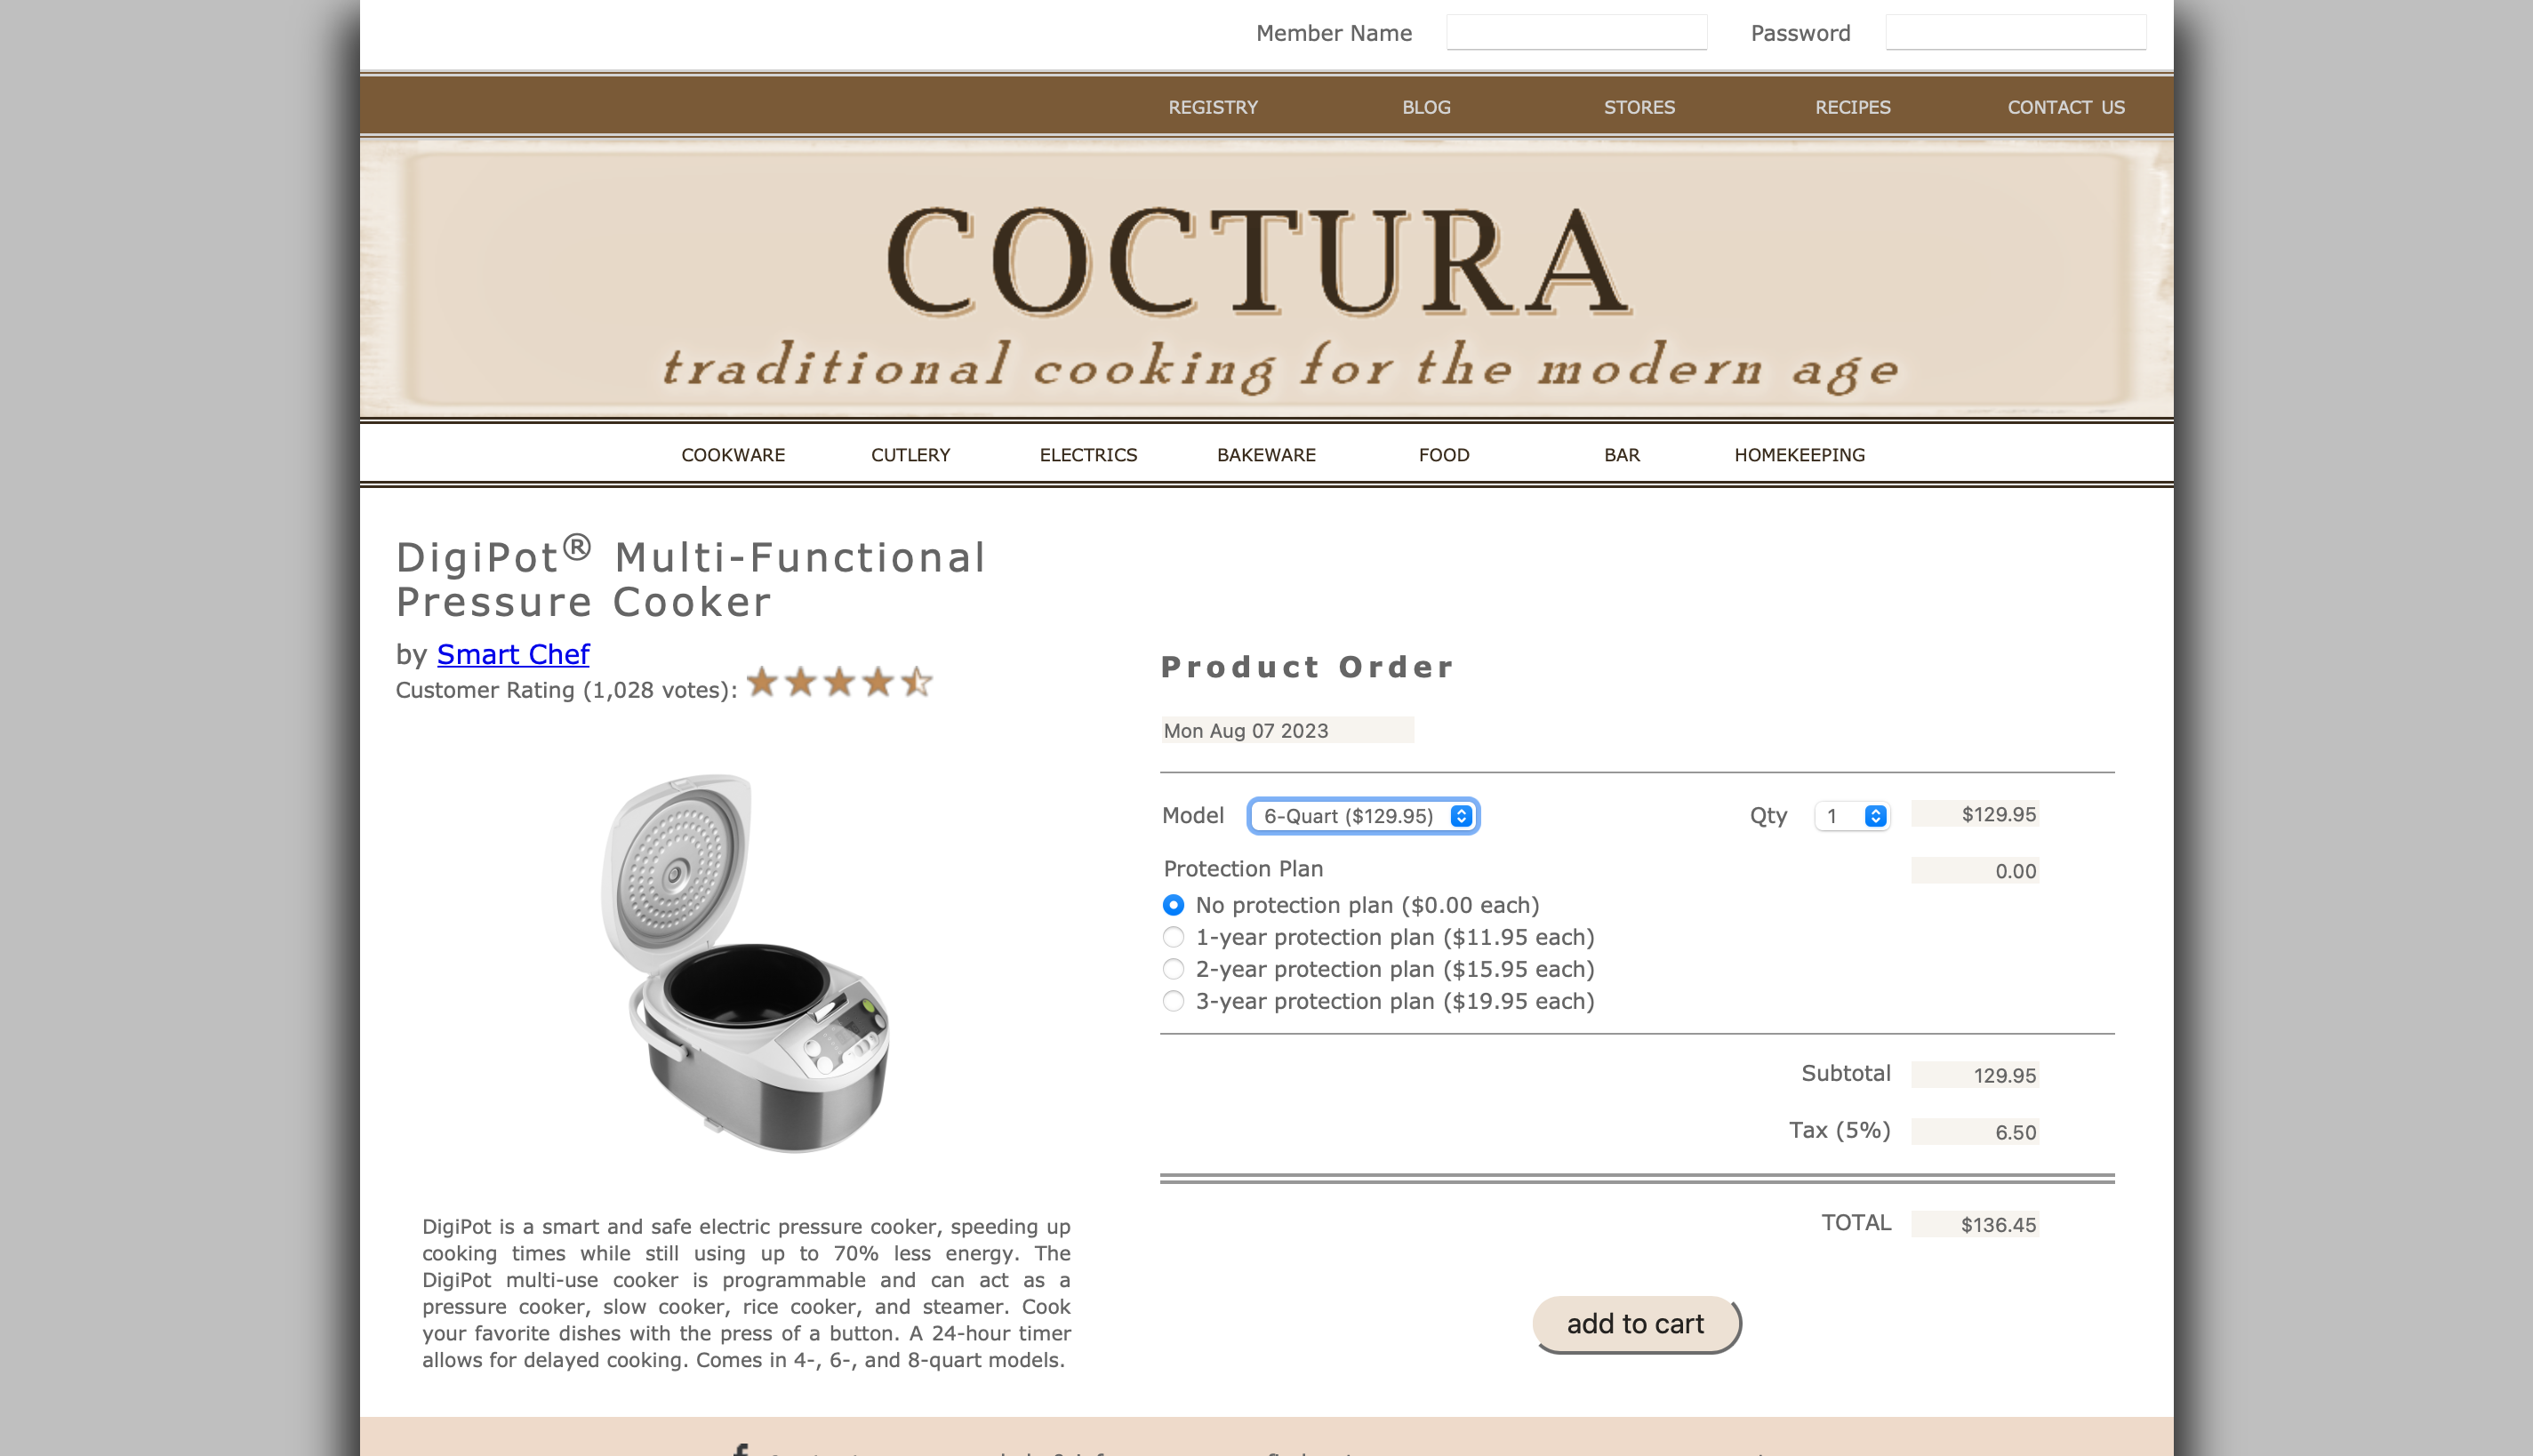 Member Name Password
REGISTRY BLOG STORES RECIPES CONTACT US
COCTURA
traditional cooking for the modern age
COOKWARE CUTLERY ELECTRICS BAKEWARE FOOD BAR HOMEKEEPING
DigiPot® Multi-Functional
Pressure Cooker
by Smart Chef
Customer Rating (1,028 votes):
DigiPot is a smart and safe electric pressure cooker, speeding up
cooking times while still using up to 70% less energy. The
DigiPot multi-use cooker is programmable and can act as a
pressure cooker, slow cooker, rice cooker, and steamer. Cook
your favorite dishes with the press of a button. A 24-hour timer
allows for delayed cooking. Comes in 4-, 6-, and 8-quart models.
Product Order
Mon Aug 07 2023
Model 6-Quart ($129.95) Qty 1 $129.95
Protection Plan 0.00
No protection plan ($0.00 each)
1-year protection plan ($11.95 each)
2-year protection plan ($15.95 each)
3-year protection plan ($19.95 each)
Subtotal 129.95
Tax (5%) 6.50
TOTAL $136.45
add to cart